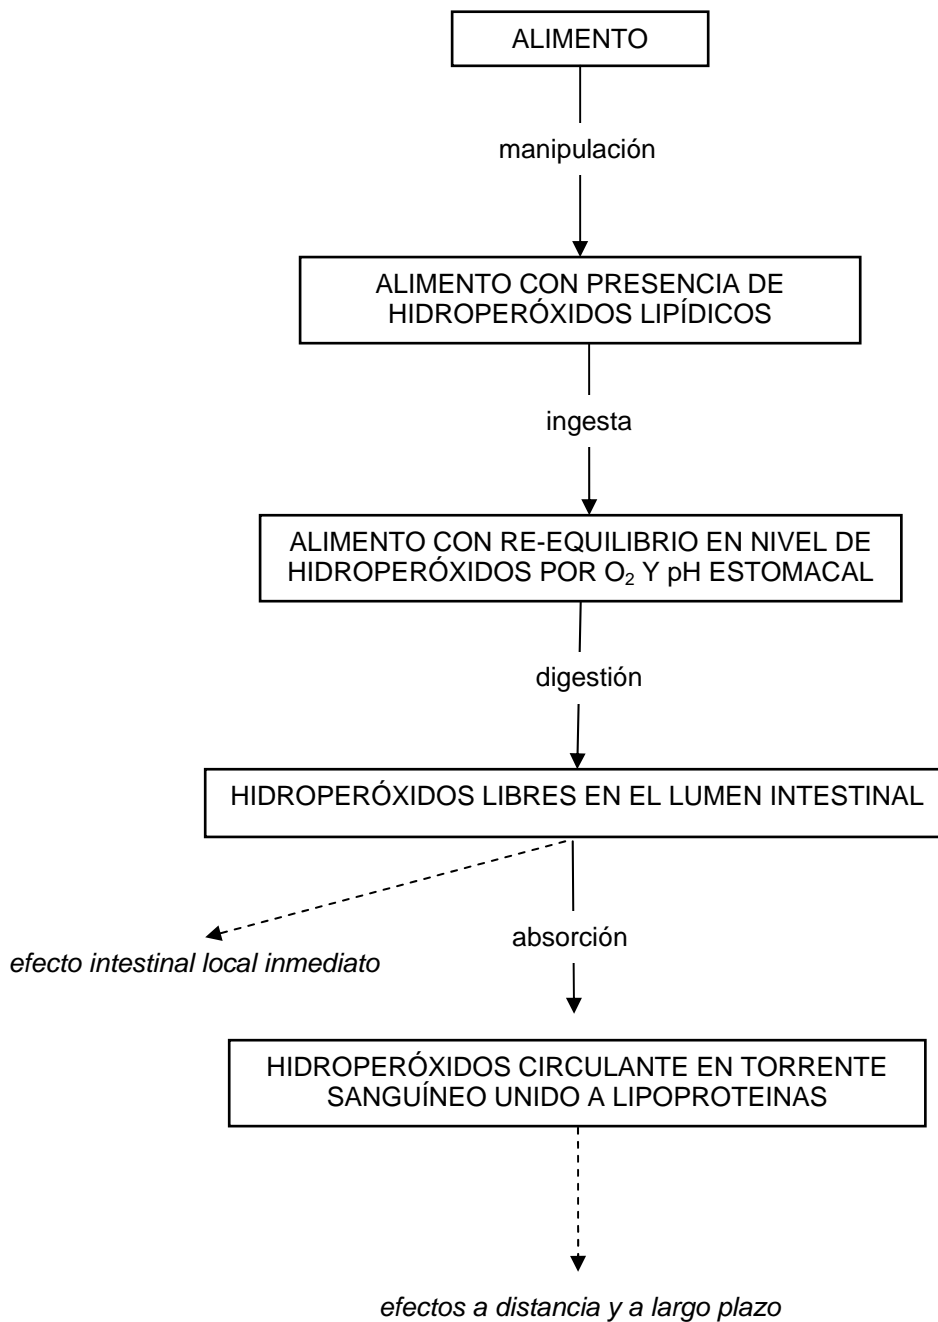 ALIMENTO
manipulación
ALIMENTO CON PRESENCIA DE
HIDROPERÓXIDOS LIPÍDICOS
ingesta
ALIMENTO CON RE-EQUILIBRIO EN NIVEL DE
HIDROPERÓXIDOS POR O₂ Y pH ESTOMACAL
digestión
HIDROPERÓXIDOS LIBRES EN EL LUMEN INTESTINAL
absorción
efecto intestinal local inmediato
HIDROPERÓXIDOS CIRCULANTE EN TORRENTE
SANGUÍNEO UNIDO A LIPOPROTEINAS
efectos a distancia y a largo plazo